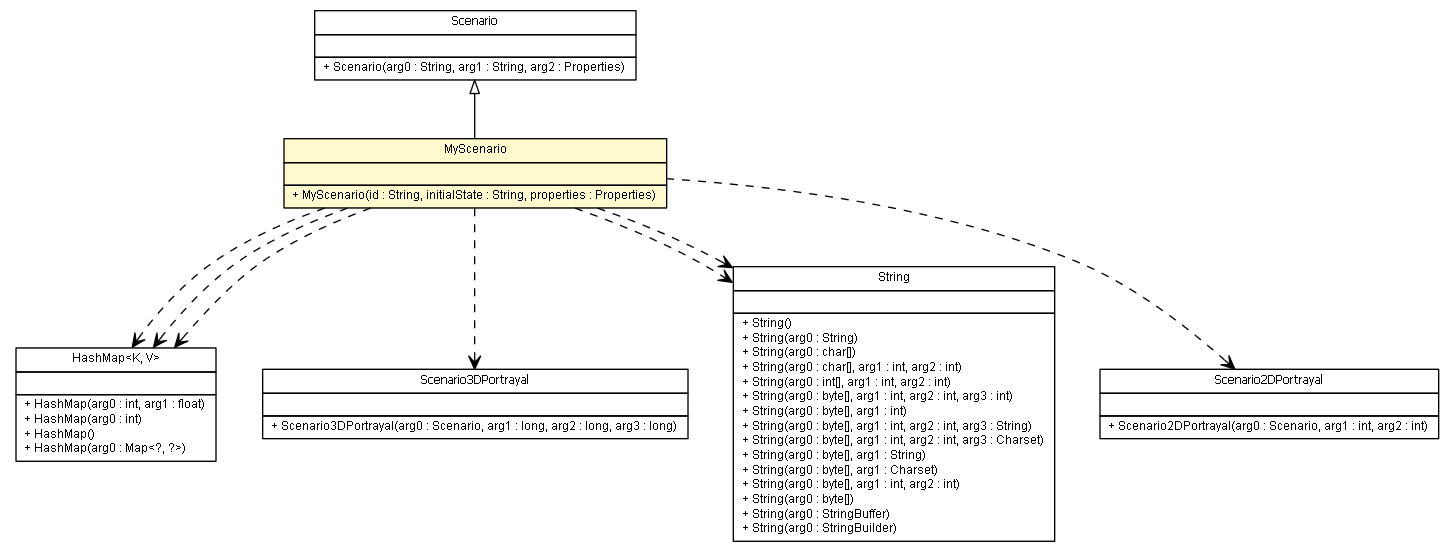 Scenario
+ Scenario(arg0 : String, arg1 : String, arg2 : Properties)
MyScenario
+ MyScenario(id : String, initialState : String, properties : Properties)
HashMap<K, V>
+ HashMap(arg0 : int, arg1 : float)
+ HashMap(arg0 : int)
+ HashMap()
+ HashMap(arg0 : Map<?, ?>)
Scenario3DPortrayal
+ Scenario3DPortrayal(arg0 : Scenario, arg1 : long, arg2 : long, arg3 : long)
String
+ String()
+ String(arg0 : String)
+ String(arg0 : char[])
+ String(arg0 : char[], arg1 : int, arg2 : int)
+ String(arg0 : int[], arg1 : int, arg2 : int)
+ String(arg0 : byte[], arg1 : int, arg2 : int, arg3 : int)
+ String(arg0 : byte[], arg1 : int)
+ String(arg0 : byte[], arg1 : int, arg2 : int, arg3 : String)
+ String(arg0 : byte[], arg1 : int, arg2 : int, arg3 : Charset)
+ String(arg0 : byte[], arg1 : String)
+ String(arg0 : byte[], arg1 : Charset)
+ String(arg0 : byte[], arg1 : int, arg2 : int)
+ String(arg0 : byte[])
+ String(arg0 : StringBuffer)
+ String(arg0 : StringBuilder)
Scenario2DPortrayal
+ Scenario2DPortrayal(arg0 : Scenario, arg1 : int, arg2 : int)